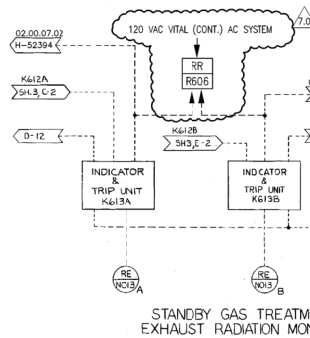 02.00.07.02
120 VAC VITAL (CONT.) AC SYSTEM
7.0
H-52394
RR
R606
K612A
SH.3, C-2
K612B
D-12
SH3, E-2
INDICATOR
&
TRIP UNIT
K613A
INDCATOR
&
TRIP UNIT
K613B
RE
N013
A
RE
N013
B
STANDBY GAS TREATM
EXHAUST RADIATION MON